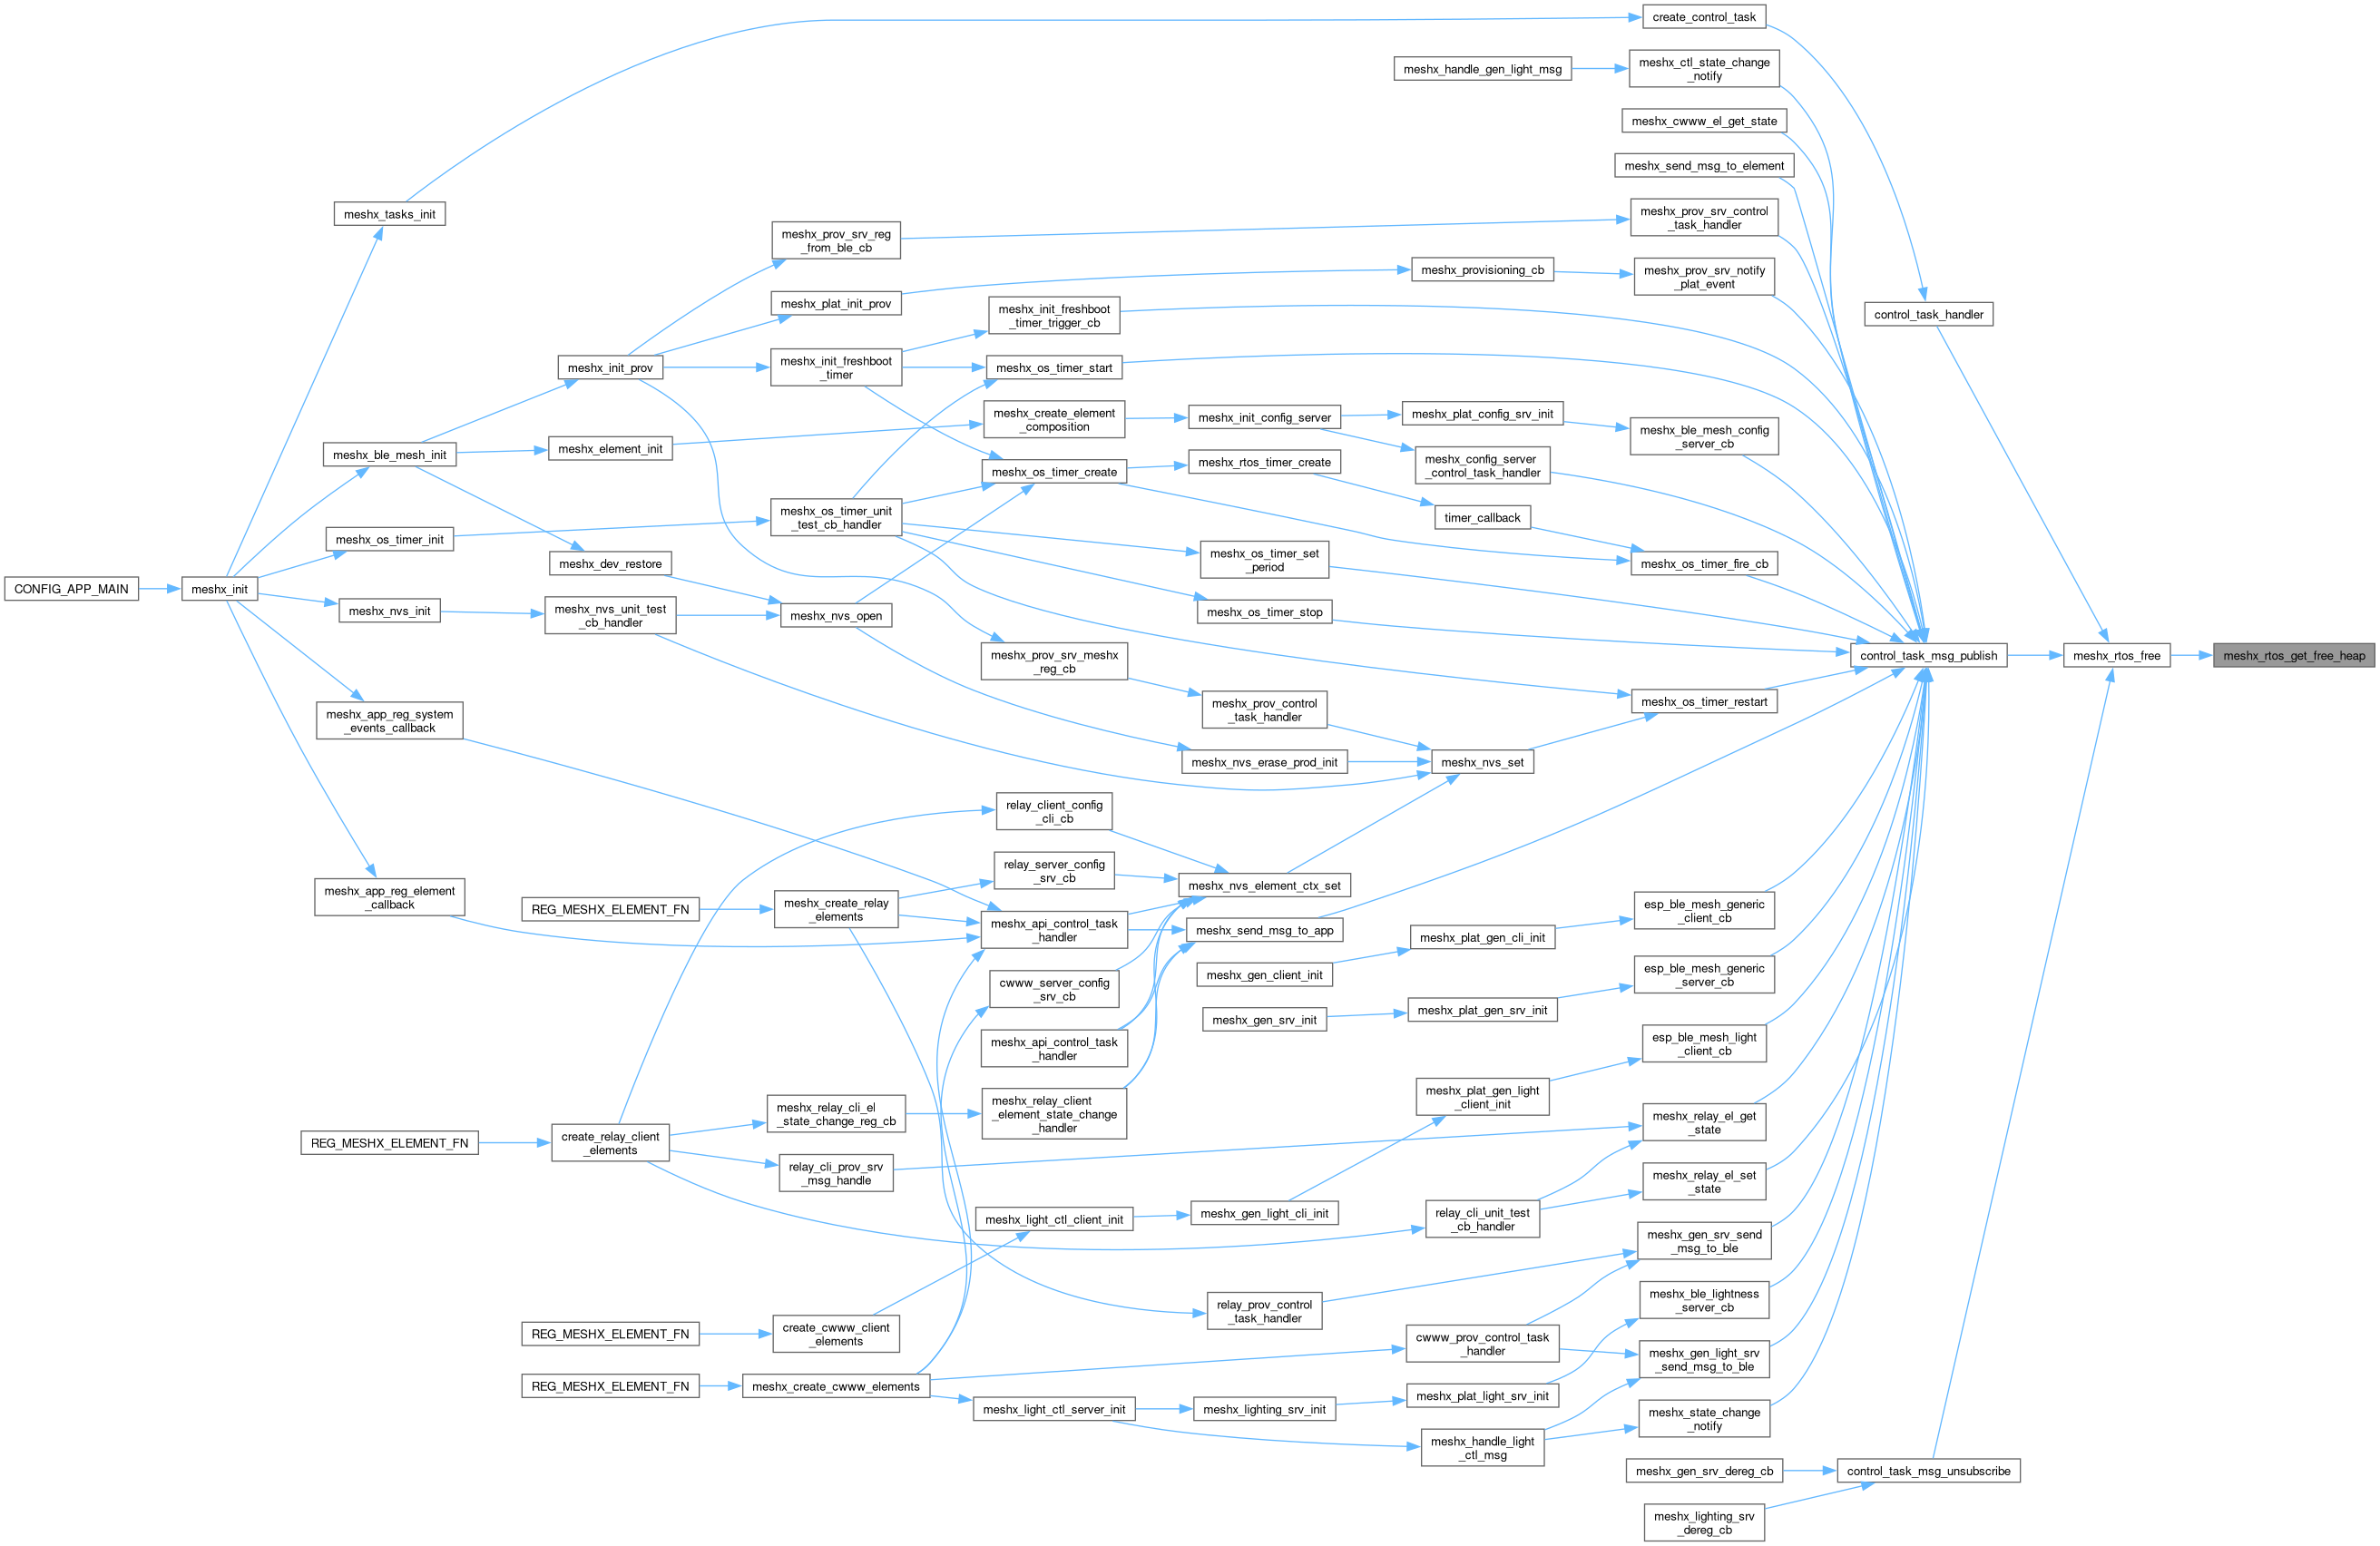 create_control_task
meshx_ctl_state_change
_notify
meshx_handle_gen_light_msg
meshx_cwww_el_get_state
meshx_send_msg_to_element
meshx_tasks_init
meshx_prov_srv_reg
_from_ble_cb
meshx_prov_srv_control
_task_handler
meshx_provisioning_cb
meshx_prov_srv_notify
_plat_event
meshx_plat_init_prov
meshx_init_freshboot
_timer_trigger_cb
control_task_handler
meshx_init_prov
meshx_init_freshboot
_timer
meshx_os_timer_start
meshx_create_element
_composition
meshx_init_config_server
meshx_plat_config_srv_init
meshx_ble_mesh_config
_server_cb
meshx_ble_mesh_init
meshx_element_init
meshx_os_timer_create
meshx_rtos_timer_create
meshx_config_server
_control_task_handler
meshx_os_timer_unit
_test_cb_handler
timer_callback
meshx_os_timer_init
meshx_dev_restore
meshx_os_timer_set
_period
meshx_os_timer_fire_cb
CONFIG_APP_MAIN
meshx_init
meshx_nvs_init
meshx_nvs_unit_test
_cb_handler
meshx_nvs_open
meshx_os_timer_stop
meshx_prov_srv_meshx
_reg_cb
control_task_msg_publish
meshx_rtos_free
meshx_rtos_get_free_heap
meshx_app_reg_system
_events_callback
meshx_prov_control
_task_handler
meshx_os_timer_restart
meshx_nvs_erase_prod_init
meshx_nvs_set
relay_client_config
_cli_cb
meshx_app_reg_element
_callback
relay_server_config
_srv_cb
meshx_nvs_element_ctx_set
REG_MESHX_ELEMENT_FN
meshx_create_relay
_elements
meshx_api_control_task
_handler
meshx_send_msg_to_app
meshx_plat_gen_cli_init
esp_ble_mesh_generic
_client_cb
meshx_gen_client_init
cwww_server_config
_srv_cb
esp_ble_mesh_generic
_server_cb
meshx_gen_srv_init
meshx_plat_gen_srv_init
meshx_api_control_task
_handler
esp_ble_mesh_light
_client_cb
meshx_relay_client
_element_state_change
_handler
meshx_plat_gen_light
_client_init
meshx_relay_cli_el
_state_change_reg_cb
meshx_relay_el_get
_state
REG_MESHX_ELEMENT_FN
create_relay_client
_elements
relay_cli_prov_srv
_msg_handle
meshx_relay_el_set
_state
meshx_light_ctl_client_init
meshx_gen_light_cli_init
relay_cli_unit_test
_cb_handler
meshx_gen_srv_send
_msg_to_ble
relay_prov_control
_task_handler
meshx_ble_lightness
_server_cb
REG_MESHX_ELEMENT_FN
create_cwww_client
_elements
cwww_prov_control_task
_handler
meshx_gen_light_srv
_send_msg_to_ble
REG_MESHX_ELEMENT_FN
meshx_create_cwww_elements
meshx_light_ctl_server_init
meshx_lighting_srv_init
meshx_plat_light_srv_init
meshx_state_change
_notify
meshx_handle_light
_ctl_msg
meshx_gen_srv_dereg_cb
control_task_msg_unsubscribe
meshx_lighting_srv
_dereg_cb